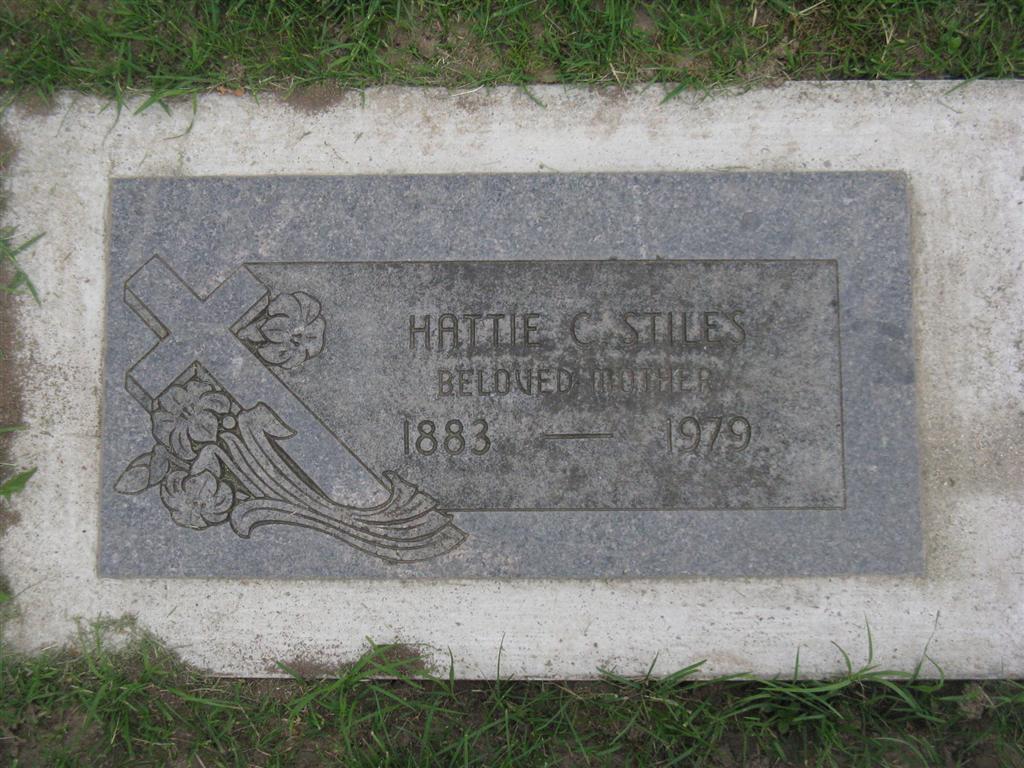 HATTIE C. STILES
BELOVED MOTHER
1883 — 1979